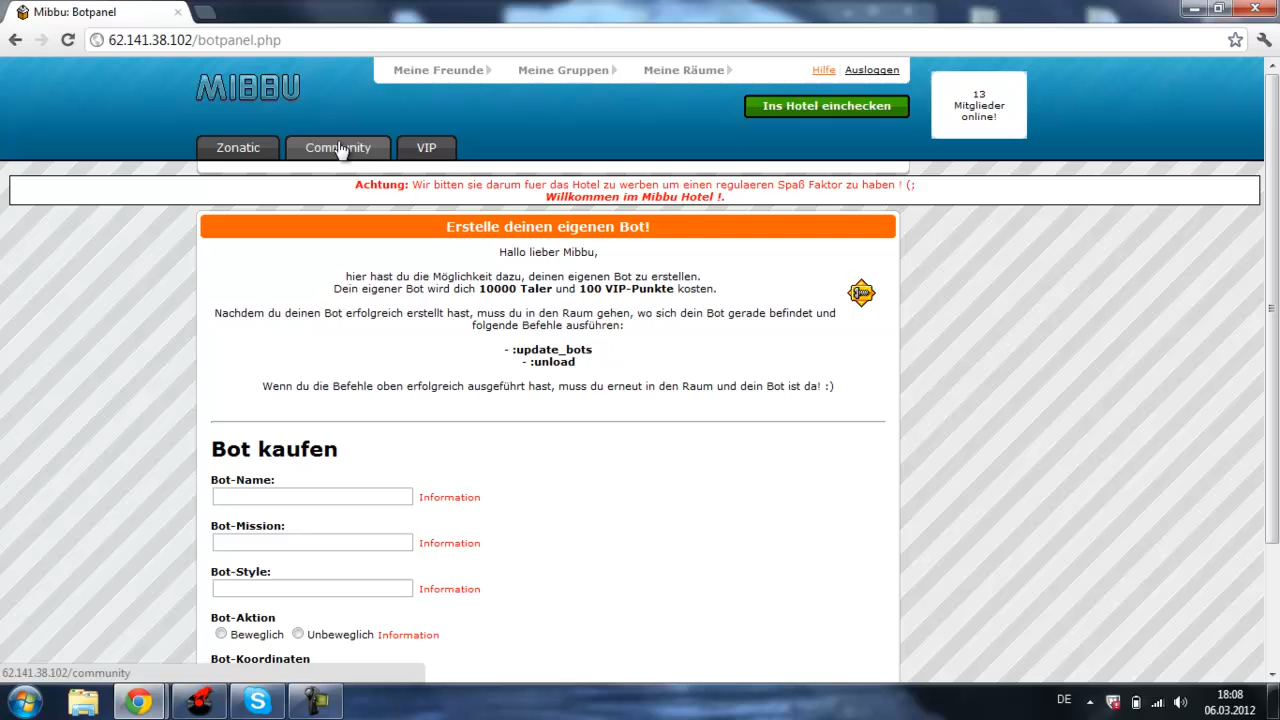 Mibbu: Botpanel
62.141.38.102/botpanel.php
MIBBU
Meine Freunde
Meine Gruppen
Meine Räume
Hilfe
Ausloggen
Ins Hotel einchecken
13
Mitglieder
online!
Zonatic
Community
VIP
Achtung: Wir bitten sie darum fuer das Hotel zu werben um einen regulaeren Spaß Faktor zu haben ! (;
Willkommen im Mibbu Hotel !.
Erstelle deinen eigenen Bot!
Hallo lieber Mibbu,
hier hast du die Möglichkeit dazu, deinen eigenen Bot zu erstellen.
Dein eigener Bot wird dich 10000 Taler und 100 VIP-Punkte kosten.
Nachdem du deinen Bot erfolgreich erstellt hast, muss du in den Raum gehen, wo sich dein Bot gerade befindet und
folgende Befehle ausführen:
- :update_bots
- :unload
Wenn du die Befehle oben erfolgreich ausgeführt hast, muss du erneut in den Raum und dein Bot ist da! :)
Bot kaufen
Bot-Name:
Information
Bot-Mission:
Information
Bot-Style:
Information
Bot-Aktion
Beweglich Unbeweglich Information
Bot-Koordinaten
62.141.38.102/community
DE
18:08
06.03.2012